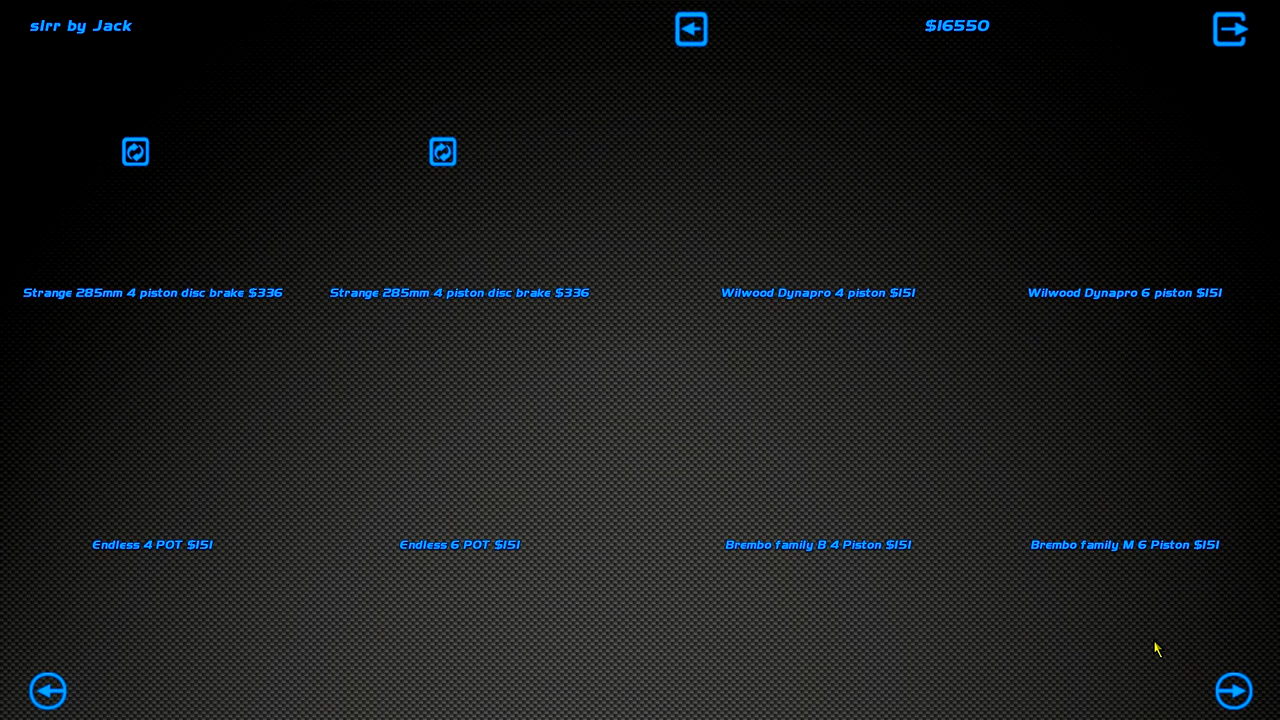 slrr by Jack
$16550
Strange 285mm 4 piston disc brake $336
Strange 285mm 4 piston disc brake $336
Wilwood Dynapro 4 piston $151
Wilwood Dynapro 6 piston $151
Endless 4 POT $151
Endless 6 POT $151
Brembo family B 4 Piston $151
Brembo family M 6 Piston $151